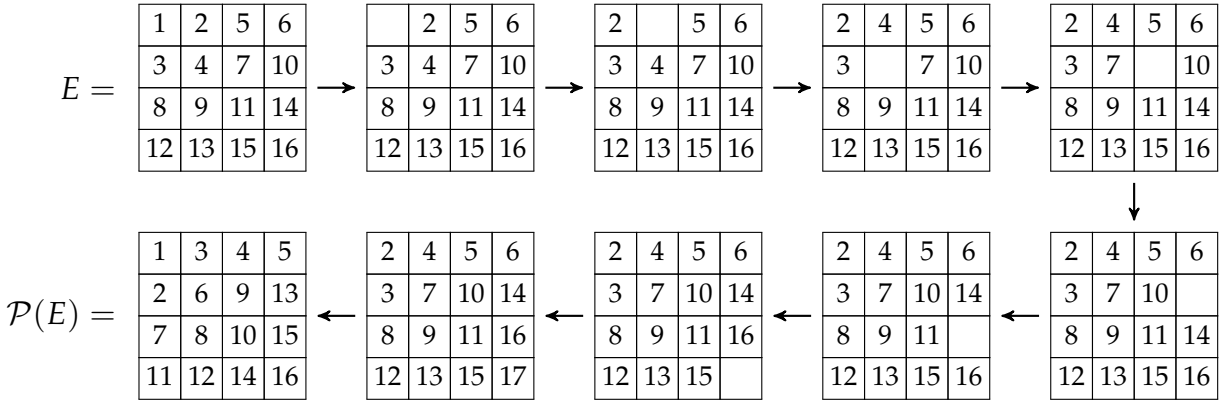 E =
1 2 5 6
3 4 7 10
8 9 11 14
12 13 15 16
→
2 5 6
3 4 7 10
8 9 11 14
12 13 15 16
→
2 5 6
3 4 7 10
8 9 11 14
12 13 15 16
→
2 4 5 6
3 7 10
8 9 11 14
12 13 15 16
→
2 4 5 6
3 7 10
8 9 11 14
12 13 15 16
↓
𝒫(E) =
1 3 4 5
2 6 9 13
7 8 10 15
11 12 14 16
←
2 4 5 6
3 7 10 14
8 9 11 16
12 13 15 17
←
2 4 5 6
3 7 10 14
8 9 11 16
12 13 15
←
2 4 5 6
3 7 10 14
8 9 11
12 13 15 16
←
2 4 5 6
3 7 10
8 9 11 14
12 13 15 16